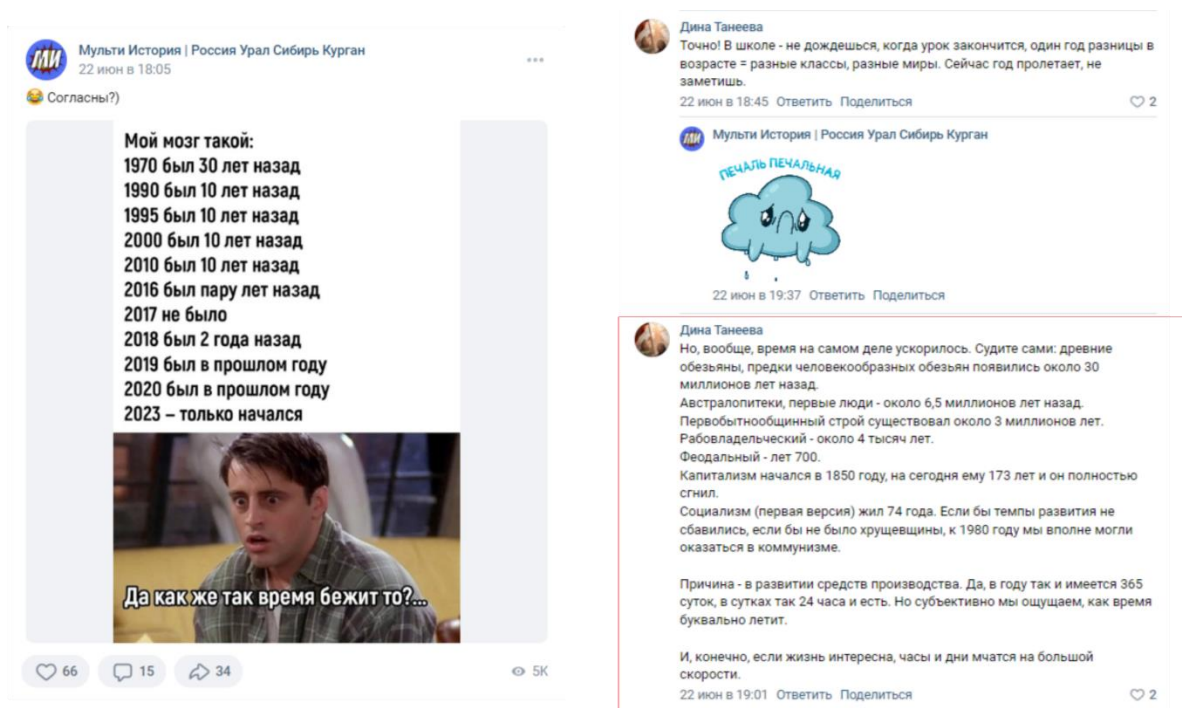 Мульти История | Россия Урал Сибирь Курган
22 июн в 18:05
Согласны?)
Мой мозг такой:
1970 был 30 лет назад
1990 был 10 лет назад
1995 был 10 лет назад
2000 был 10 лет назад
2010 был 10 лет назад
2016 был пару лет назад
2017 не было
2018 был 2 года назад
2019 был в прошлом году
2020 был в прошлом году
2023 – только начался
Да как же так время бежит то?...
66 15 34 5K
Дина Танеева
Точно! В школе - не дождешься, когда урок закончится, один год разницы в
возрасте = разные классы, разные миры. Сейчас год пролетает, не
заметишь.
22 июн в 18:45 Ответить Поделиться 2
Мульти История | Россия Урал Сибирь Курган
ПЕЧАЛЬ ПЕЧАЛЬНАЯ
22 июн в 19:37 Ответить Поделиться
Дина Танеева
Но, вообще, время на самом деле ускорилось. Судите сами: древние
обезьяны, предки человекообразных обезьян появились около 30
миллионов лет назад.
Австралопитеки, первые люди - около 6,5 миллионов лет назад.
Первобытнообщинный строй существовал около 3 миллионов лет.
Рабовладельческий - около 4 тысяч лет.
Феодальный - лет 700.
Капитализм начался в 1850 году, на сегодня ему 173 лет и он полностью
сгнил.
Социализм (первая версия) жил 74 года. Если бы темпы развития не
сбавились, если бы не было хрущевщины, к 1980 году мы вполне могли
оказаться в коммунизме.
Причина - в развитии средств производства. Да, в году так и имеется 365
суток, в сутках так 24 часа и есть. Но субъективно мы ощущаем, как время
буквально летит.
И, конечно, если жизнь интересна, часы и дни мчатся на большой
скорости.
22 июн в 19:01 Ответить Поделиться 2